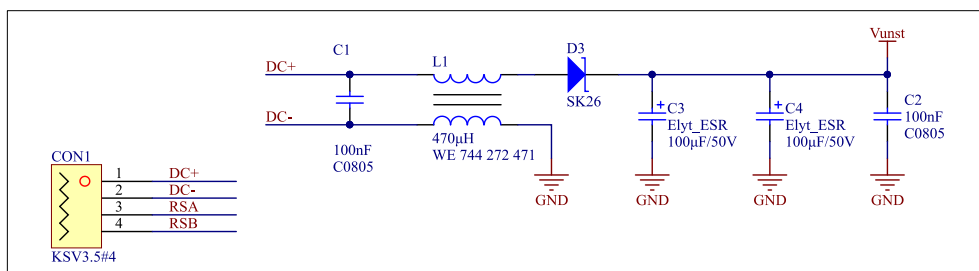 Vunst
C1
L1
D3
DC+
SK26
C2
100nF
C0805
C3
Elyt_ESR
100µF/50V
C4
Elyt_ESR
100µF/50V
DC-
470µH
WE 744 272 471
100nF
C0805
GND
GND
GND
GND
CON1
1 DC+
2 DC-
3 RSA
4 RSB
KSV3.5#4